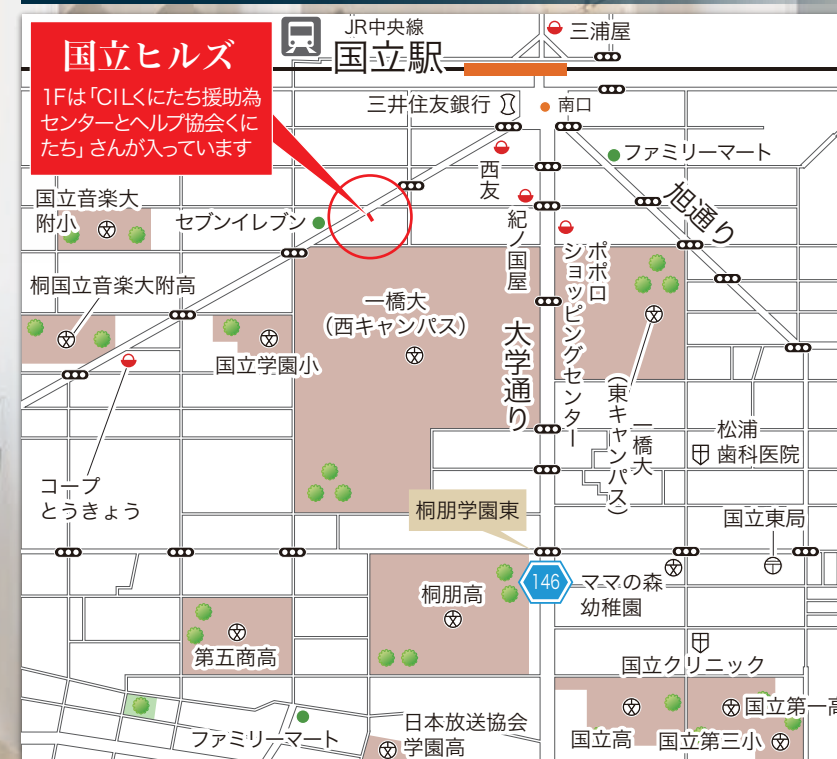 国立ヒルズ
1Fは「CILくにたち援助為
センターとヘルプ協会くに
たち」さんが入っています
JR中央線
国立駅
三浦屋
三井住友銀行
南口
西友
ファミリーマート
旭通り
国立音楽大
附小
セブンイレブン
紀ノ国屋
ポポロ
ショッピングセンター
桐国立音楽大附高
一橋大
(西キャンパス)
大学通り
国立学園小
一橋大
(東キャンパス)
松浦
歯科医院
コープ
とうきょう
桐朋学園東
国立東局
146
桐朋高
ママの森
幼稚園
第五商高
国立クリニック
ファミリーマート
日本放送協会
学園高
国立高
国立第三小
国立第一高